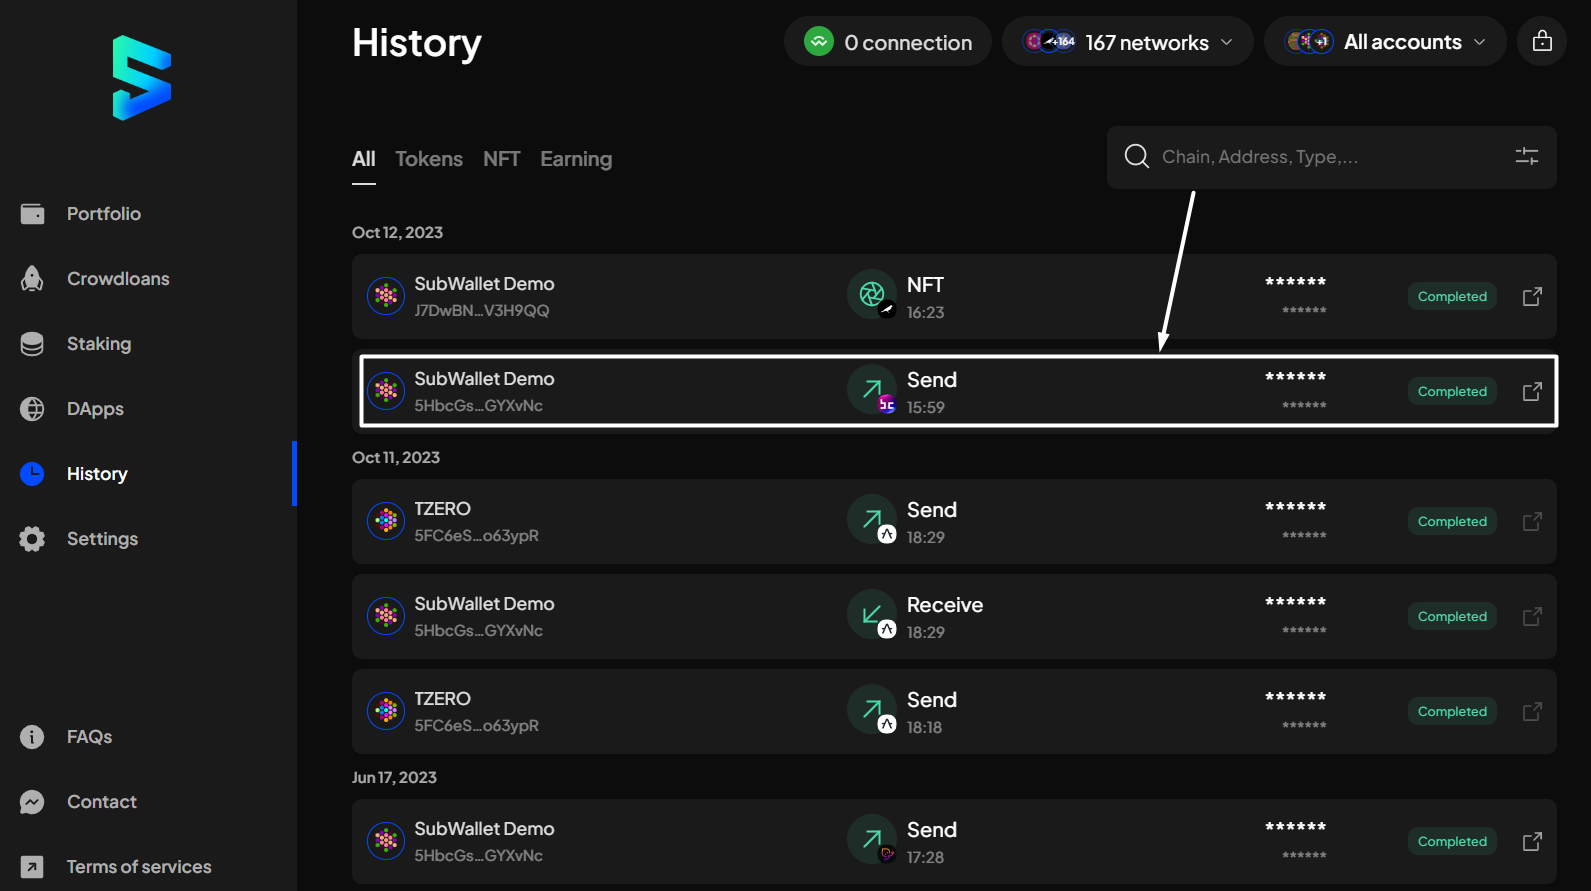 History
0 connection
+164
167 networks
+1
All accounts
All
Tokens
NFT
Earning
Chain, Address, Type,...
Portfolio
Crowdloans
Staking
DApps
History
Settings
FAQs
Contact
Terms of services
Oct 12, 2023
SubWallet Demo
J7DwBN...V3H9QQ
NFT
16:23
******
******
Completed
SubWallet Demo
5HbcGs...GYXvNc
Send
15:59
******
******
Completed
Oct 11, 2023
TZERO
5FC6eS...o63ypR
Send
18:29
******
******
Completed
SubWallet Demo
5HbcGs...GYXvNc
Receive
18:29
******
******
Completed
TZERO
5FC6eS...o63ypR
Send
18:18
******
******
Completed
Jun 17, 2023
SubWallet Demo
5HbcGs...GYXvNc
Send
17:28
******
******
Completed